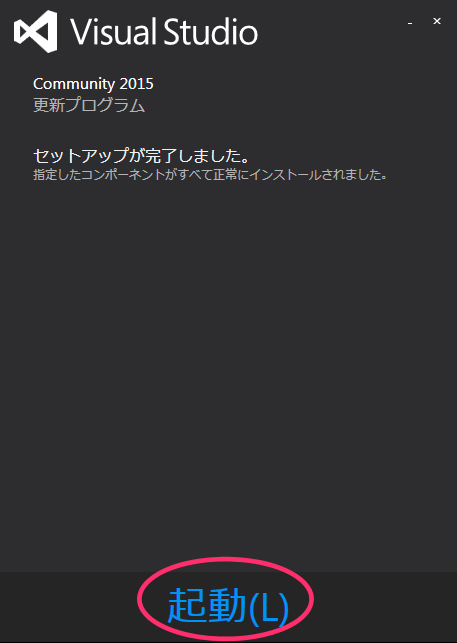 Visual Studio
Community 2015
更新プログラム
セットアップが完了しました。
指定したコンポーネントがすべて正常にインストールされました。
起動(L)